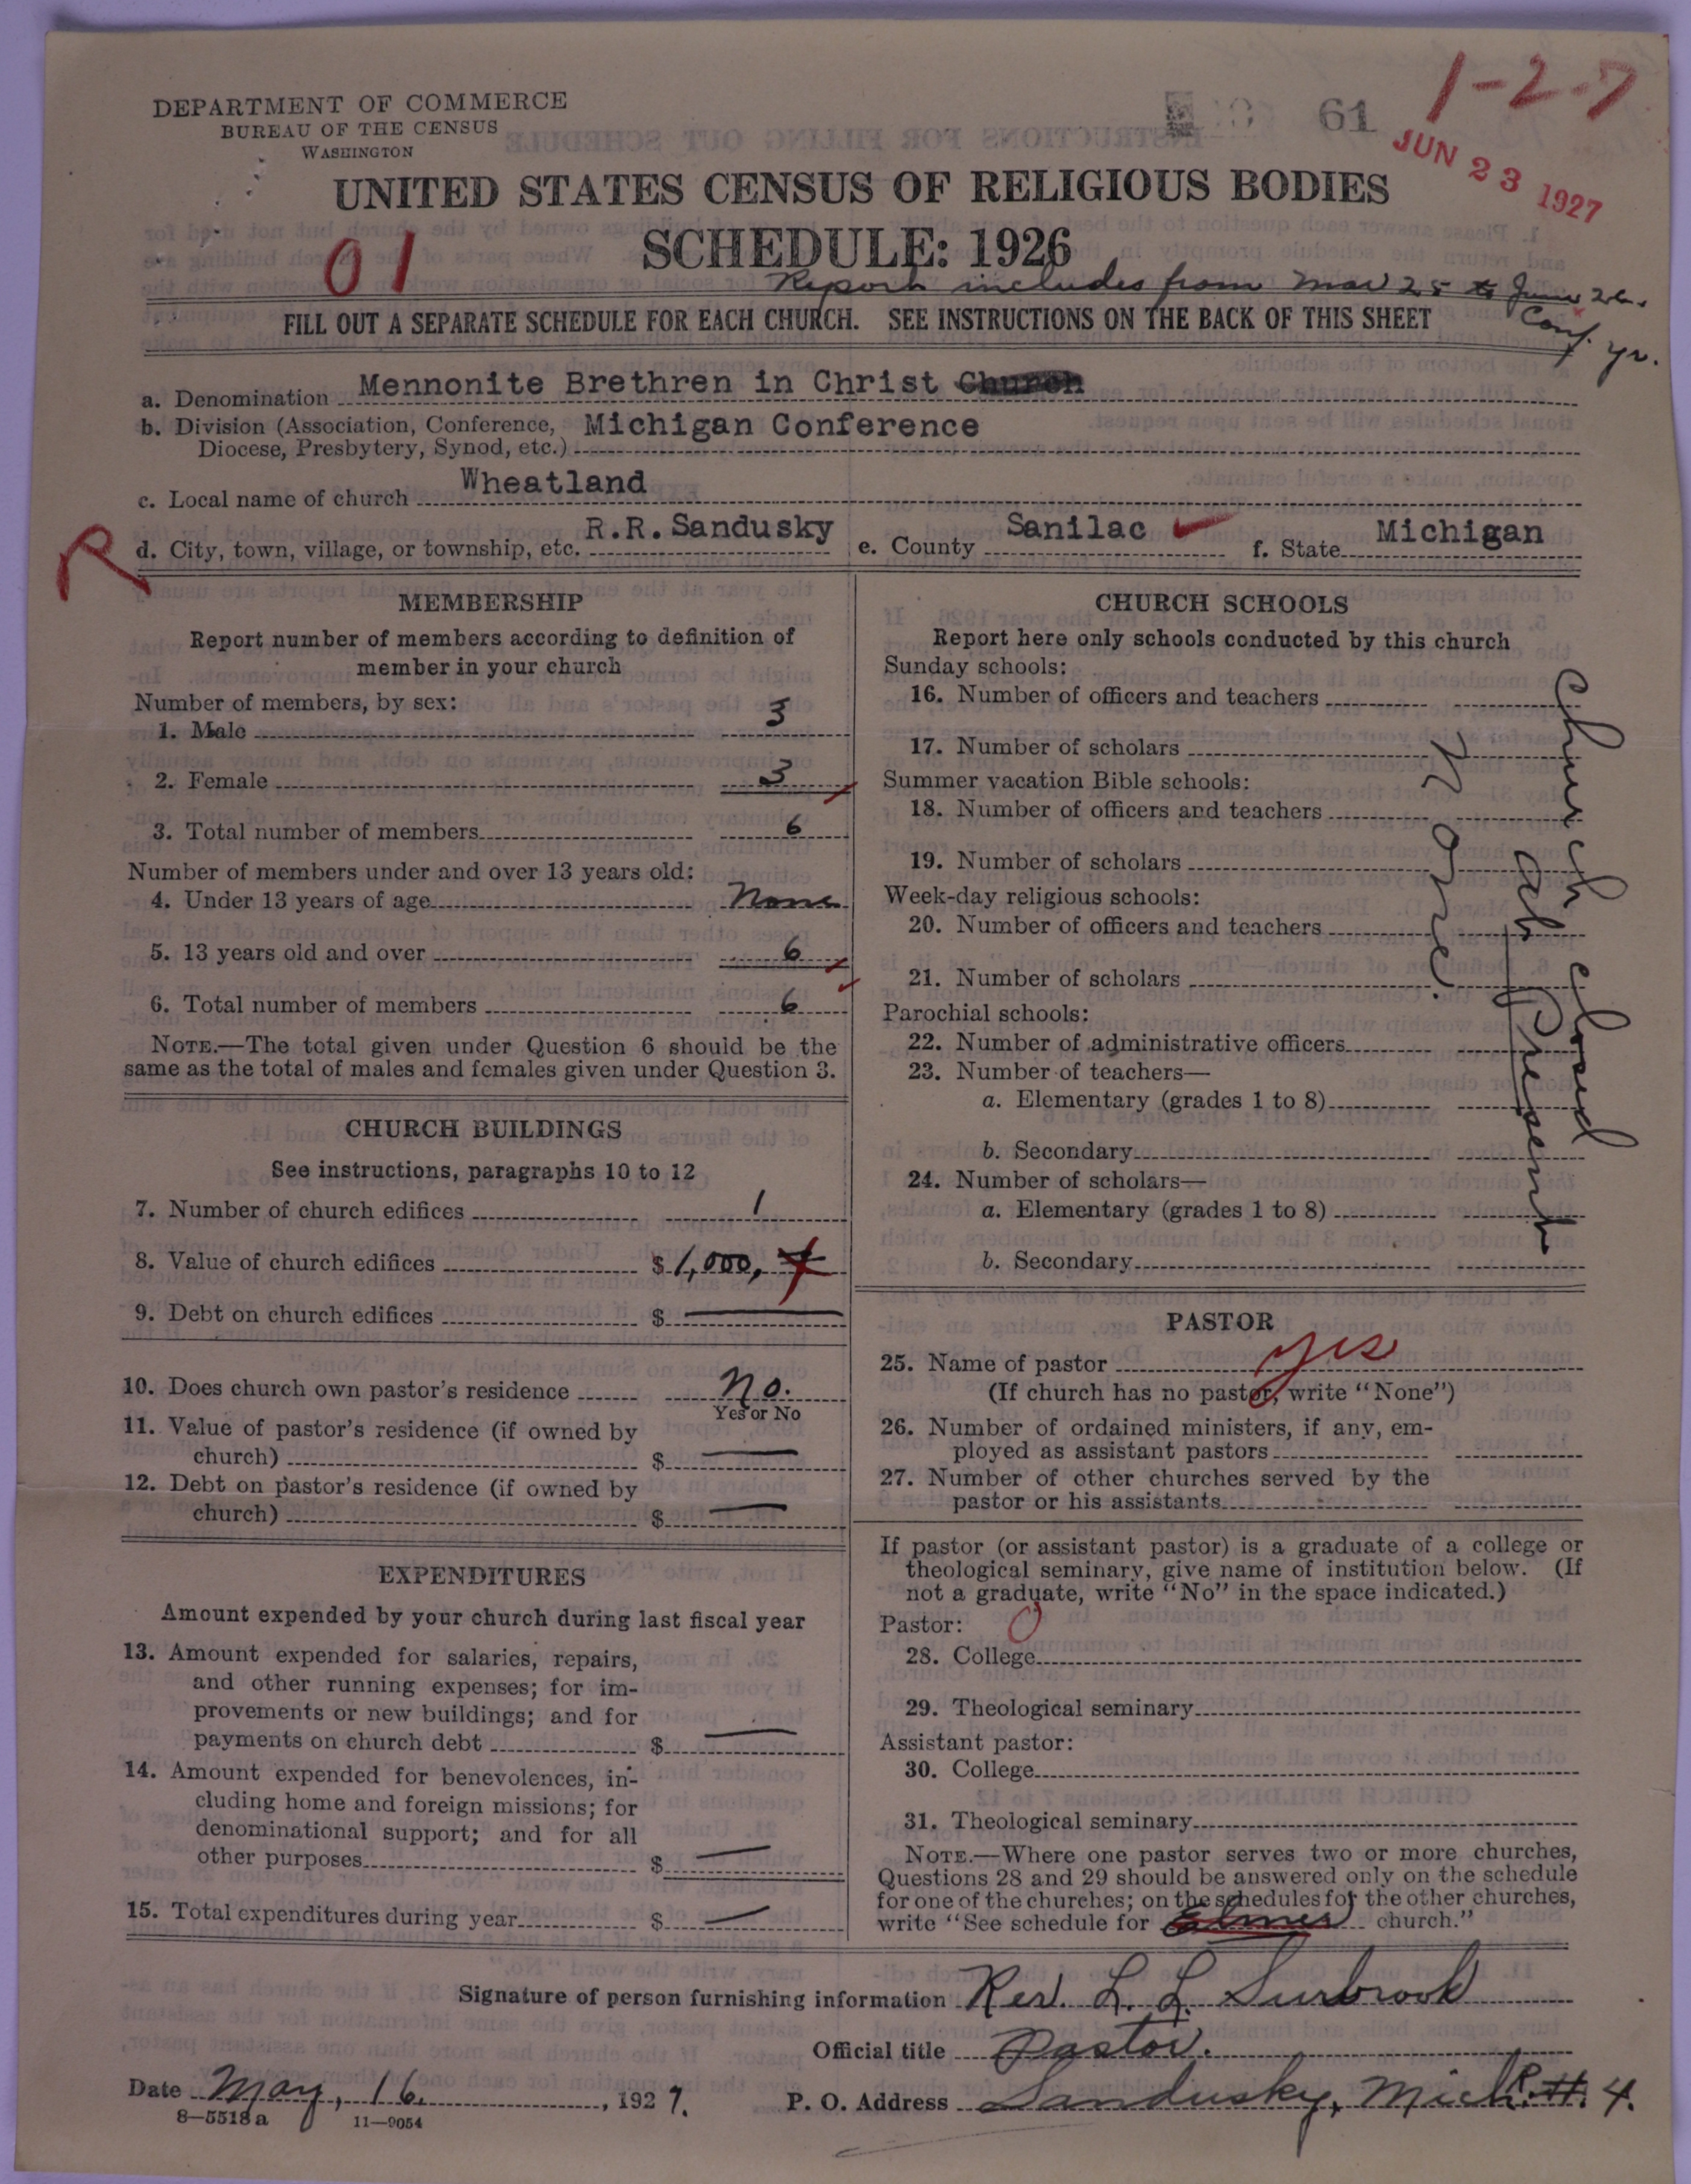 DEPARTMENT OF COMMERCE
BUREAU OF THE CENSUS
WASHINGTON
61
1-2-7
JUN 23 1927
UNITED STATES CENSUS OF RELIGIOUS BODIES
SCHEDULE: 1926
01
Report includes from Mar 25 to June 26.
Conf. yr.
FILL OUT A SEPARATE SCHEDULE FOR EACH CHURCH. SEE INSTRUCTIONS ON THE BACK OF THIS SHEET
a. Denomination Mennonite Brethren in Christ Church
b. Division (Association, Conference, Michigan Conference
Diocese, Presbytery, Synod, etc.)
c. Local name of church Wheatland
R
d. City, town, village, or township, etc. R.R. Sandusky e. County Sanilac f. State Michigan
MEMBERSHIP
Report number of members according to definition of
member in your church
Number of members, by sex:
1. Male 3
2. Female 3
3. Total number of members 6
Number of members under and over 13 years old:
4. Under 13 years of age None
5. 13 years old and over 6
6. Total number of members 6
NOTE.—The total given under Question 6 should be the
same as the total of males and females given under Question 3.
CHURCH BUILDINGS
See instructions, paragraphs 10 to 12
7. Number of church edifices 1
8. Value of church edifices $ 1,000,
9. Debt on church edifices $ —
10. Does church own pastor's residence No.
Yes or No
11. Value of pastor's residence (if owned by
church) $ —
12. Debt on pastor's residence (if owned by
church) $ —
EXPENDITURES
Amount expended by your church during last fiscal year
13. Amount expended for salaries, repairs,
and other running expenses; for im-
provements or new buildings; and for
payments on church debt $ —
14. Amount expended for benevolences, in-
cluding home and foreign missions; for
denominational support; and for all
other purposes $ —
15. Total expenditures during year $ —
CHURCH SCHOOLS
Report here only schools conducted by this church
Sunday schools:
16. Number of officers and teachers
17. Number of scholars
Summer vacation Bible schools:
18. Number of officers and teachers
19. Number of scholars
Week-day religious schools:
20. Number of officers and teachers
21. Number of scholars
Parochial schools:
22. Number of administrative officers
23. Number of teachers—
a. Elementary (grades 1 to 8)
b. Secondary
24. Number of scholars—
a. Elementary (grades 1 to 8)
b. Secondary
None.
Church closed
at Present
PASTOR
25. Name of pastor yes
(If church has no pastor, write "None")
26. Number of ordained ministers, if any, em-
ployed as assistant pastors
27. Number of other churches served by the
pastor or his assistants
If pastor (or assistant pastor) is a graduate of a college or
theological seminary, give name of institution below. (If
not a graduate, write "No" in the space indicated.)
Pastor: 0
28. College
29. Theological seminary
Assistant pastor:
30. College
31. Theological seminary
NOTE.—Where one pastor serves two or more churches,
Questions 28 and 29 should be answered only on the schedule
for one of the churches; on the schedules for the other churches,
write "See schedule for Elmer church."
Signature of person furnishing information Rev. L. L. Surbrook
Official title Pastor.
Date May, 16, 1927. P. O. Address Sandusky, Mich. R. #. 4.
8—5518 a 11—9054